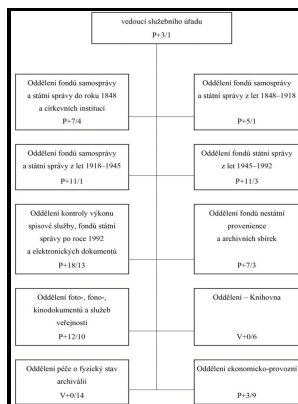 vedoucí služebního úřadu
P+3/1
Oddělení fondů samosprávy
a státní správy do roku 1848
a církevních institucí
P+7/4
Oddělení fondů samosprávy
a státní správy z let 1848–1918
P+5/1
Oddělení fondů samosprávy
a státní správy z let 1918–1945
P+11/1
Oddělení fondů státní správy
z let 1945–1992
P+11/3
Oddělení kontroly výkonu
spisové služby, fondů státní
správy po roce 1992
a elektronických dokumentů
P+18/13
Oddělení fondů nestátní
provenience
a archivních sbírek
P+7/3
Oddělení foto-, fono-,
kinodokumentů a služeb
veřejnosti
P+12/10
Oddělení – Knihovna
V+0/6
Oddělení péče o fyzický stav
archiválií
V+0/14
Oddělení ekonomicko-provozní
P+3/9